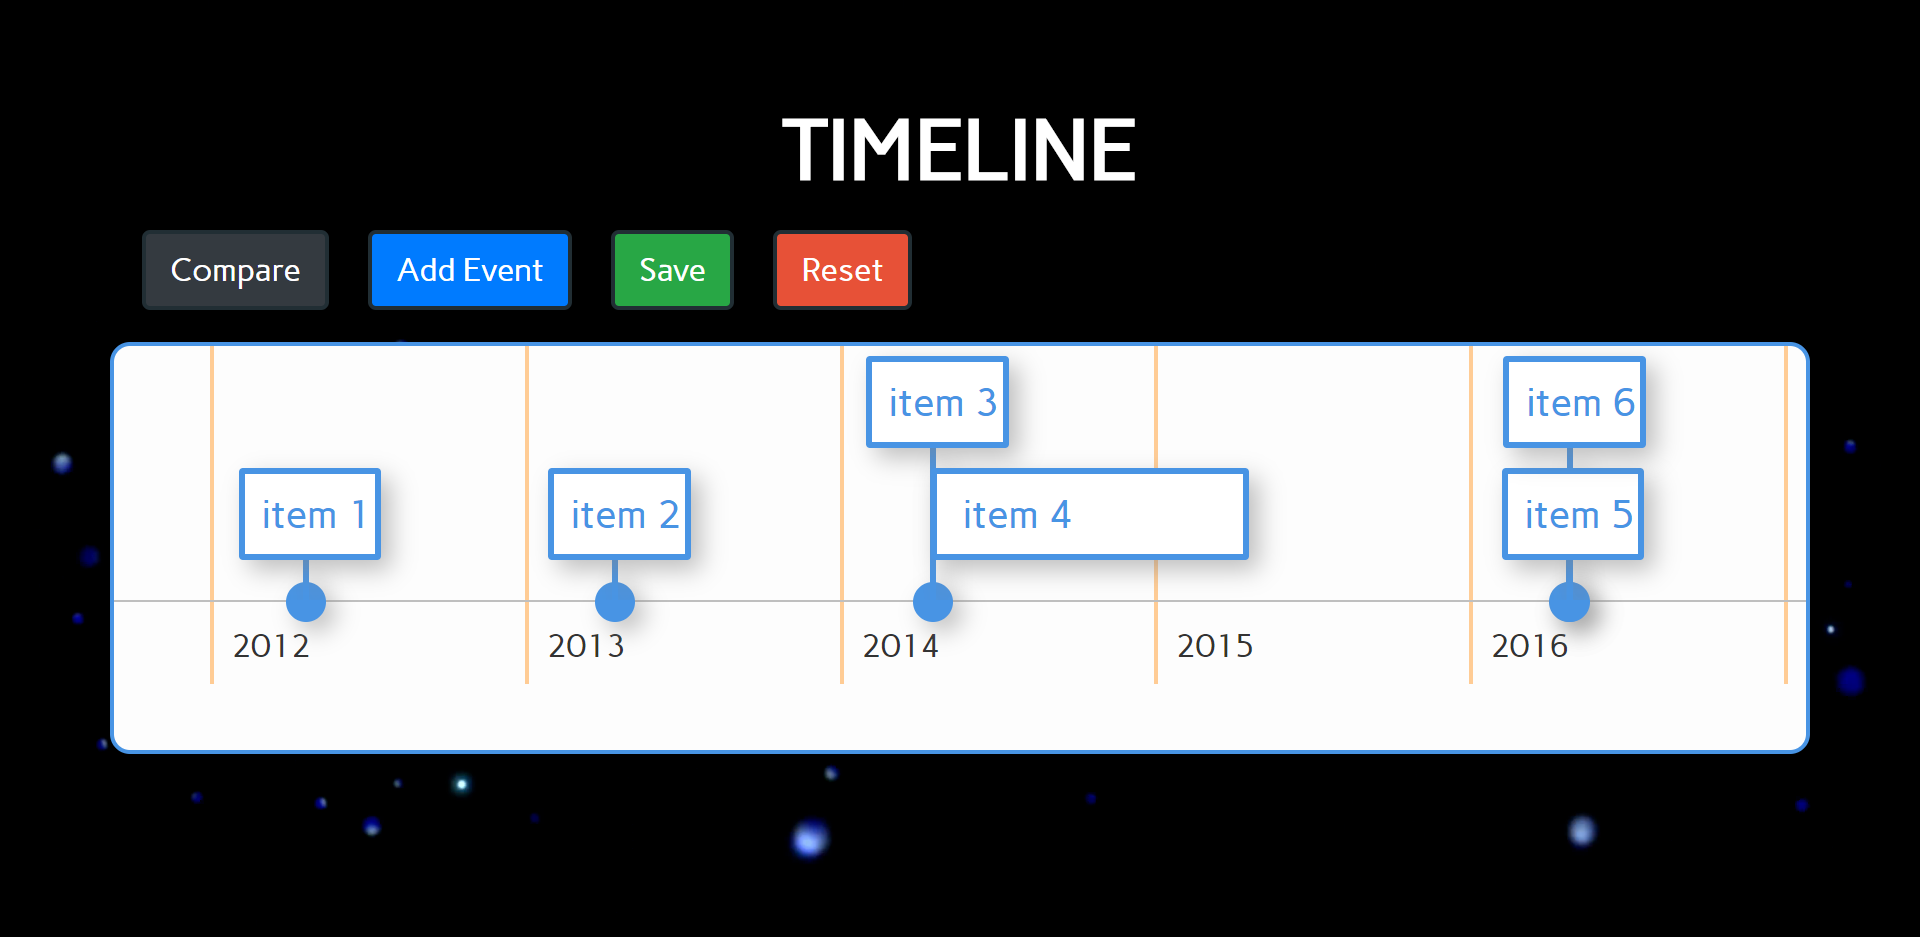 TIMELINE
Compare Add Event Save Reset
item 3 item 6
item 1 item 2 item 4 item 5
2012 2013 2014 2015 2016